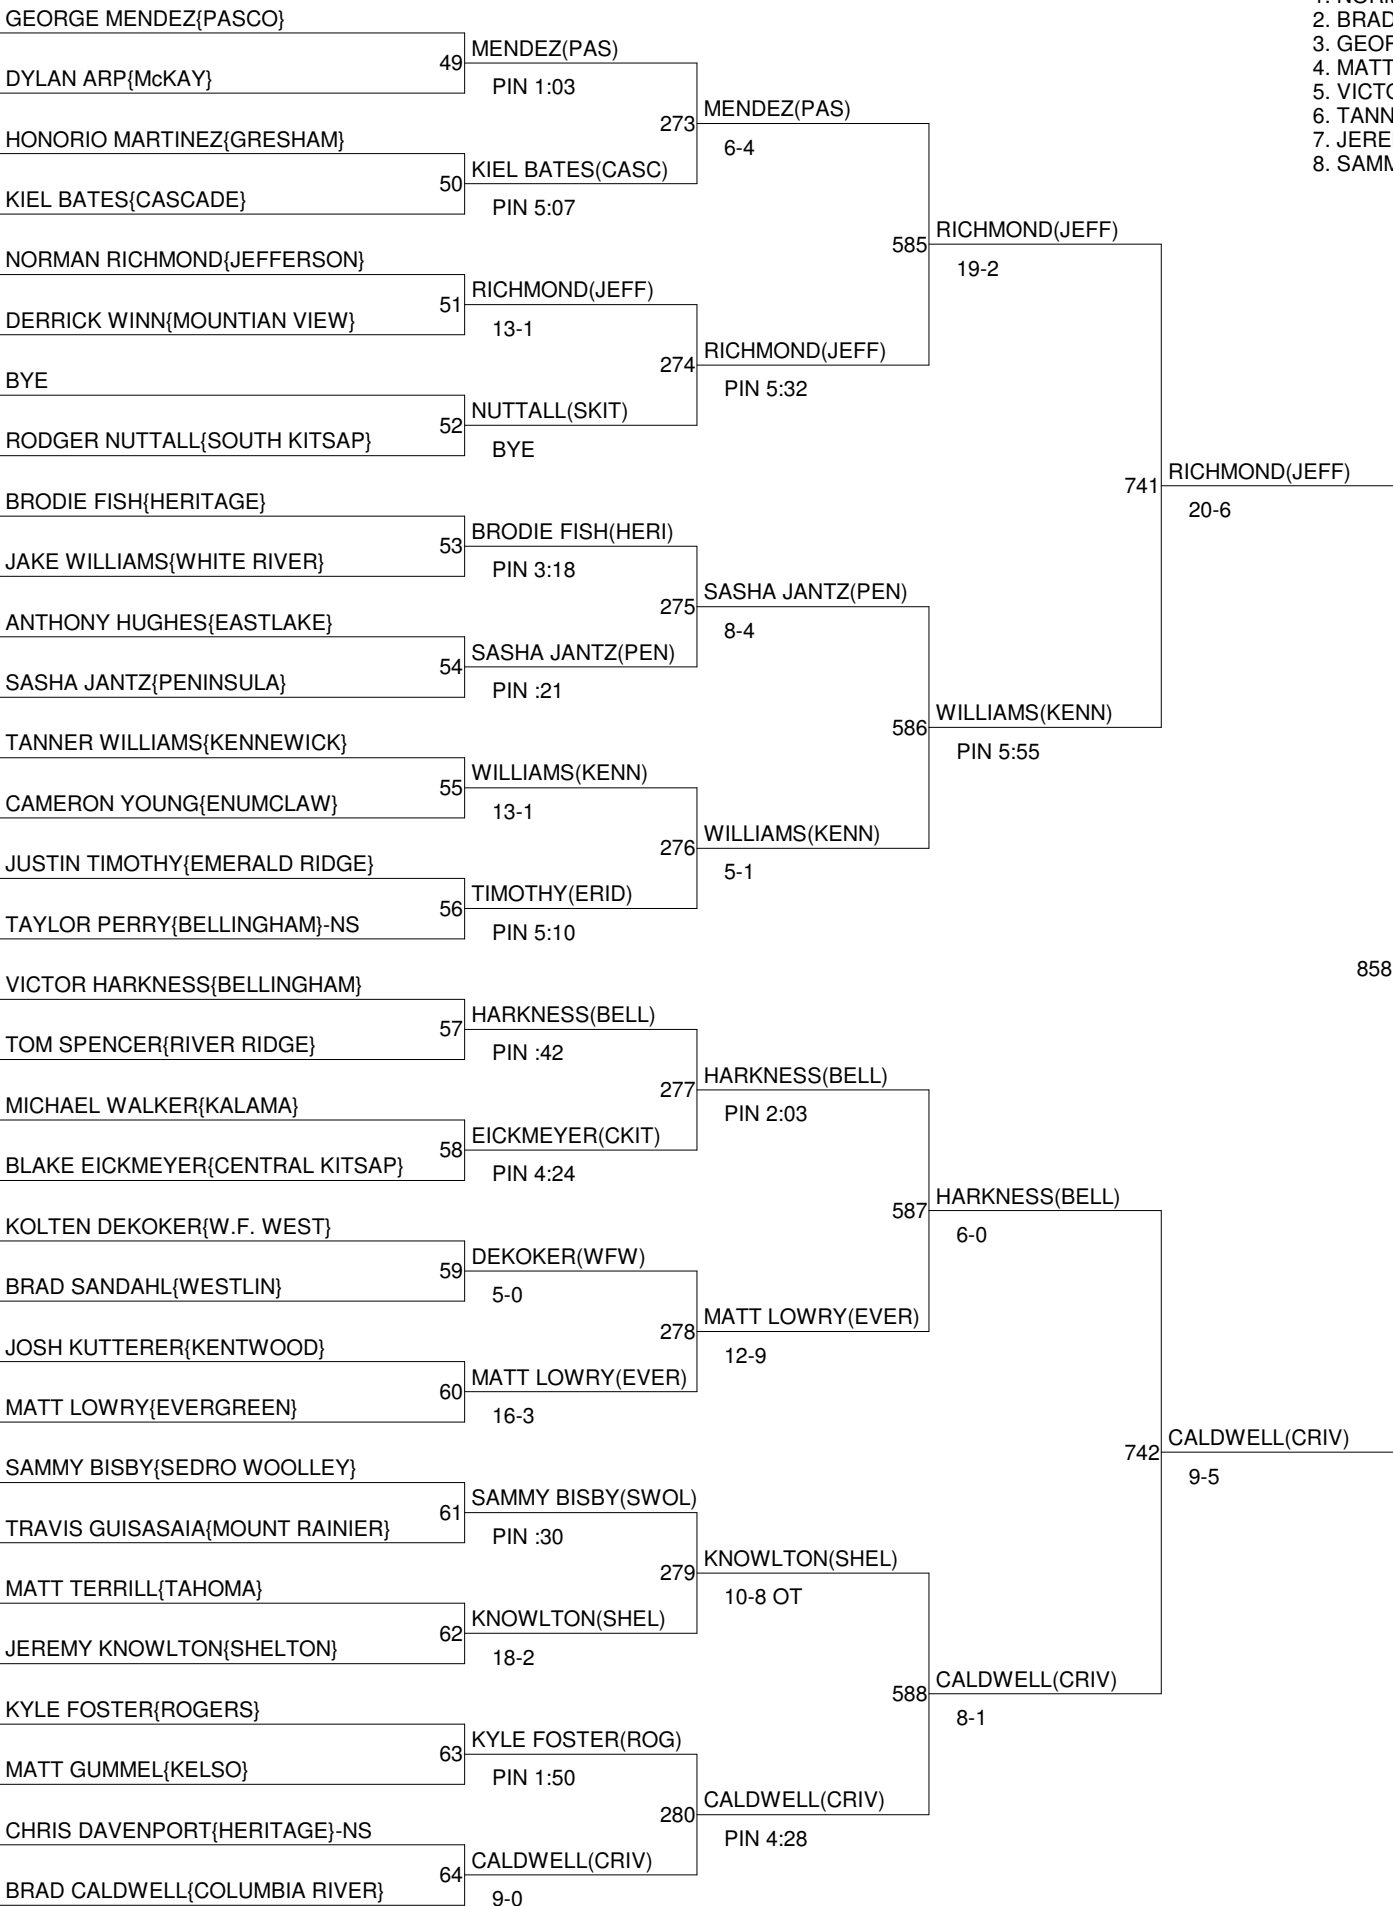 2. BRAD
4. MATT
GEORGE MENDEZ{PASCO}
49
MENDEZ(PAS)
DYLAN ARP{McKAY}
PIN 1:03
273
MENDEZ(PAS)
HONORIO MARTINEZ{GRESHAM}
6-4
50
KIEL BATES(CASC)
KIEL BATES{CASCADE}
PIN 5:07
585
RICHMOND(JEFF)
NORMAN RICHMOND{JEFFERSON}
19-2
51
RICHMOND(JEFF)
DERRICK WINN{MOUNTIAN VIEW}
13-1
274
RICHMOND(JEFF)
BYE
PIN 5:32
52
NUTTALL(SKIT)
RODGER NUTTALL{SOUTH KITSAP}
BYE
741
RICHMOND(JEFF)
BRODIE FISH{HERITAGE}
20-6
53
BRODIE FISH(HERI)
JAKE WILLIAMS{WHITE RIVER}
PIN 3:18
275
SASHA JANTZ(PEN)
ANTHONY HUGHES{EASTLAKE}
8-4
54
SASHA JANTZ(PEN)
SASHA JANTZ{PENINSULA}
PIN :21
586
WILLIAMS(KENN)
TANNER WILLIAMS{KENNEWICK}
PIN 5:55
55
WILLIAMS(KENN)
CAMERON YOUNG{ENUMCLAW}
13-1
276
WILLIAMS(KENN)
JUSTIN TIMOTHY{EMERALD RIDGE}
5-1
56
TIMOTHY(ERID)
TAYLOR PERRY{BELLINGHAM}-NS
PIN 5:10
858
VICTOR HARKNESS{BELLINGHAM}
57
HARKNESS(BELL)
TOM SPENCER{RIVER RIDGE}
PIN :42
277
HARKNESS(BELL)
MICHAEL WALKER{KALAMA}
PIN 2:03
58
EICKMEYER(CKIT)
BLAKE EICKMEYER{CENTRAL KITSAP}
PIN 4:24
587
HARKNESS(BELL)
KOLTEN DEKOKER{W.F. WEST}
6-0
59
DEKOKER(WFW)
BRAD SANDAHL{WESTLIN}
5-0
278
MATT LOWRY(EVER)
JOSH KUTTERER{KENTWOOD}
12-9
60
MATT LOWRY(EVER)
MATT LOWRY{EVERGREEN}
16-3
742
CALDWELL(CRIV)
SAMMY BISBY{SEDRO WOOLLEY}
9-5
61
SAMMY BISBY(SWOL)
TRAVIS GUISASAIA{MOUNT RAINIER}
PIN :30
279
KNOWLTON(SHEL)
MATT TERRILL{TAHOMA}
10-8 OT
62
KNOWLTON(SHEL)
JEREMY KNOWLTON{SHELTON}
18-2
588
CALDWELL(CRIV)
KYLE FOSTER{ROGERS}
8-1
63
KYLE FOSTER(ROG)
MATT GUMMEL{KELSO}
PIN 1:50
280
CALDWELL(CRIV)
CHRIS DAVENPORT{HERITAGE}-NS
PIN 4:28
64
CALDWELL(CRIV)
BRAD CALDWELL{COLUMBIA RIVER}
9-0